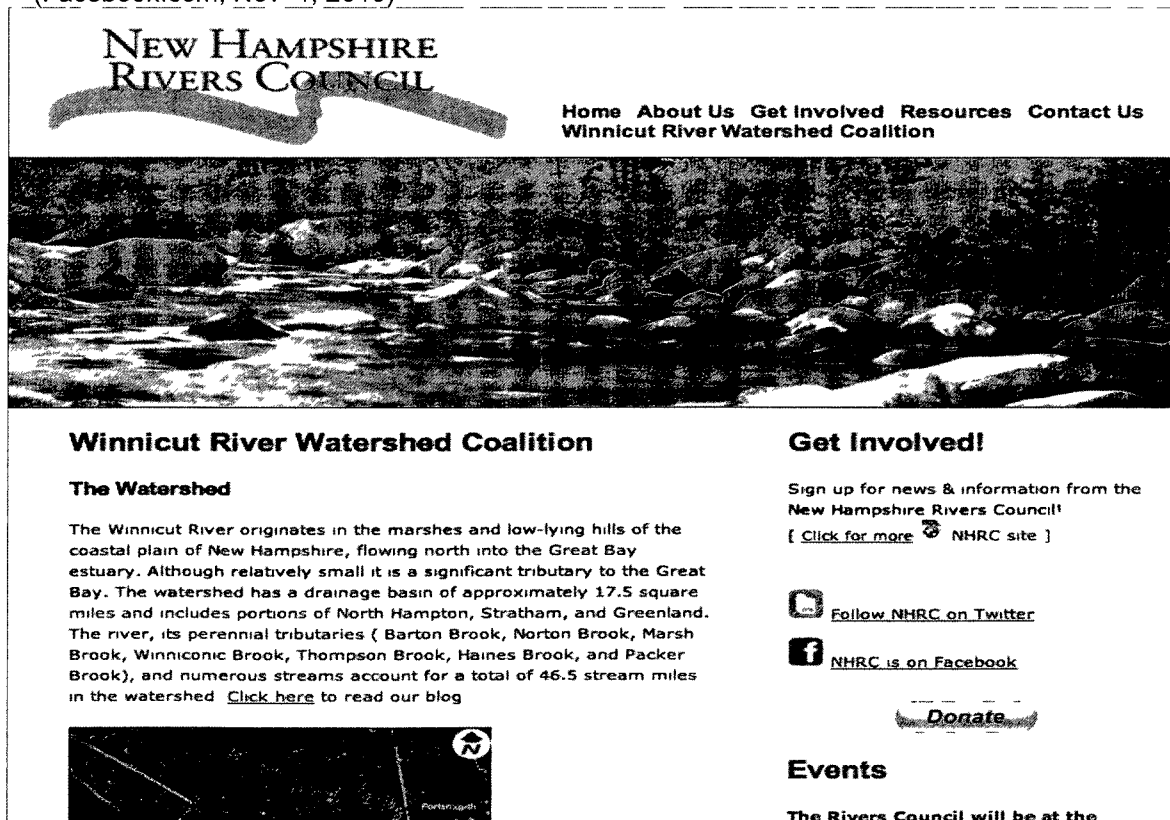 (Facebook.com, Nov 4, 2010)
NEW HAMPSHIRE
RIVERS COUNCIL
Home About Us Get Involved Resources Contact Us
Winnicut River Watershed Coalition
Winnicut River Watershed Coalition
The Watershed
The Winnicut River originates in the marshes and low-lying hills of the
coastal plain of New Hampshire, flowing north into the Great Bay
estuary. Although relatively small it is a significant tributary to the Great
Bay. The watershed has a drainage basin of approximately 17.5 square
miles and includes portions of North Hampton, Stratham, and Greenland.
The river, its perennial tributaries ( Barton Brook, Norton Brook, Marsh
Brook, Winniconic Brook, Thompson Brook, Haines Brook, and Packer
Brook), and numerous streams account for a total of 46.5 stream miles
in the watershed Click here to read our blog
N
Portsmouth
Get Involved!
Sign up for news & information from the
New Hampshire Rivers Council!
[ Click for more NHRC site ]
Follow NHRC on Twitter
f NHRC is on Facebook
Donate
Events
The Rivers Council will be at the